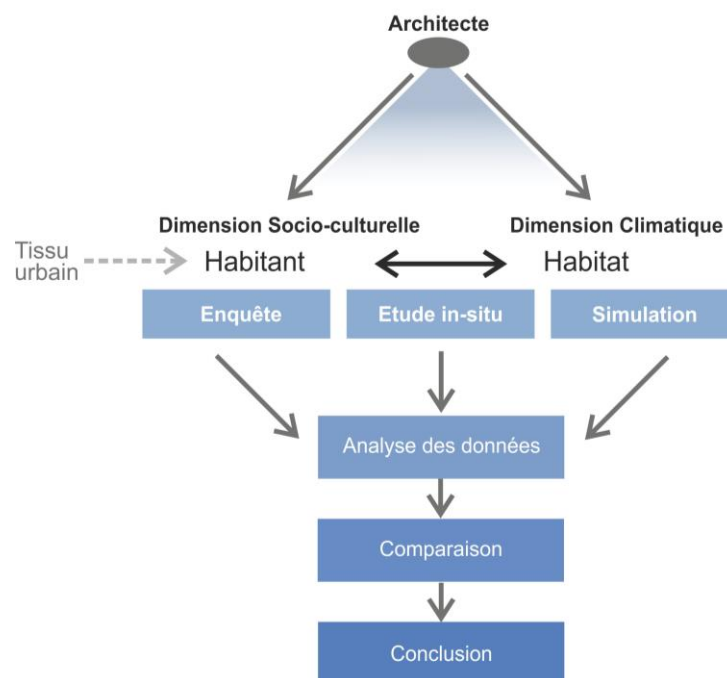 Architecte
Dimension Socio-culturelle
Dimension Climatique
Tissu
urbain
Habitant
Habitat
Enquête
Etude in-situ
Simulation
Analyse des données
Comparaison
Conclusion